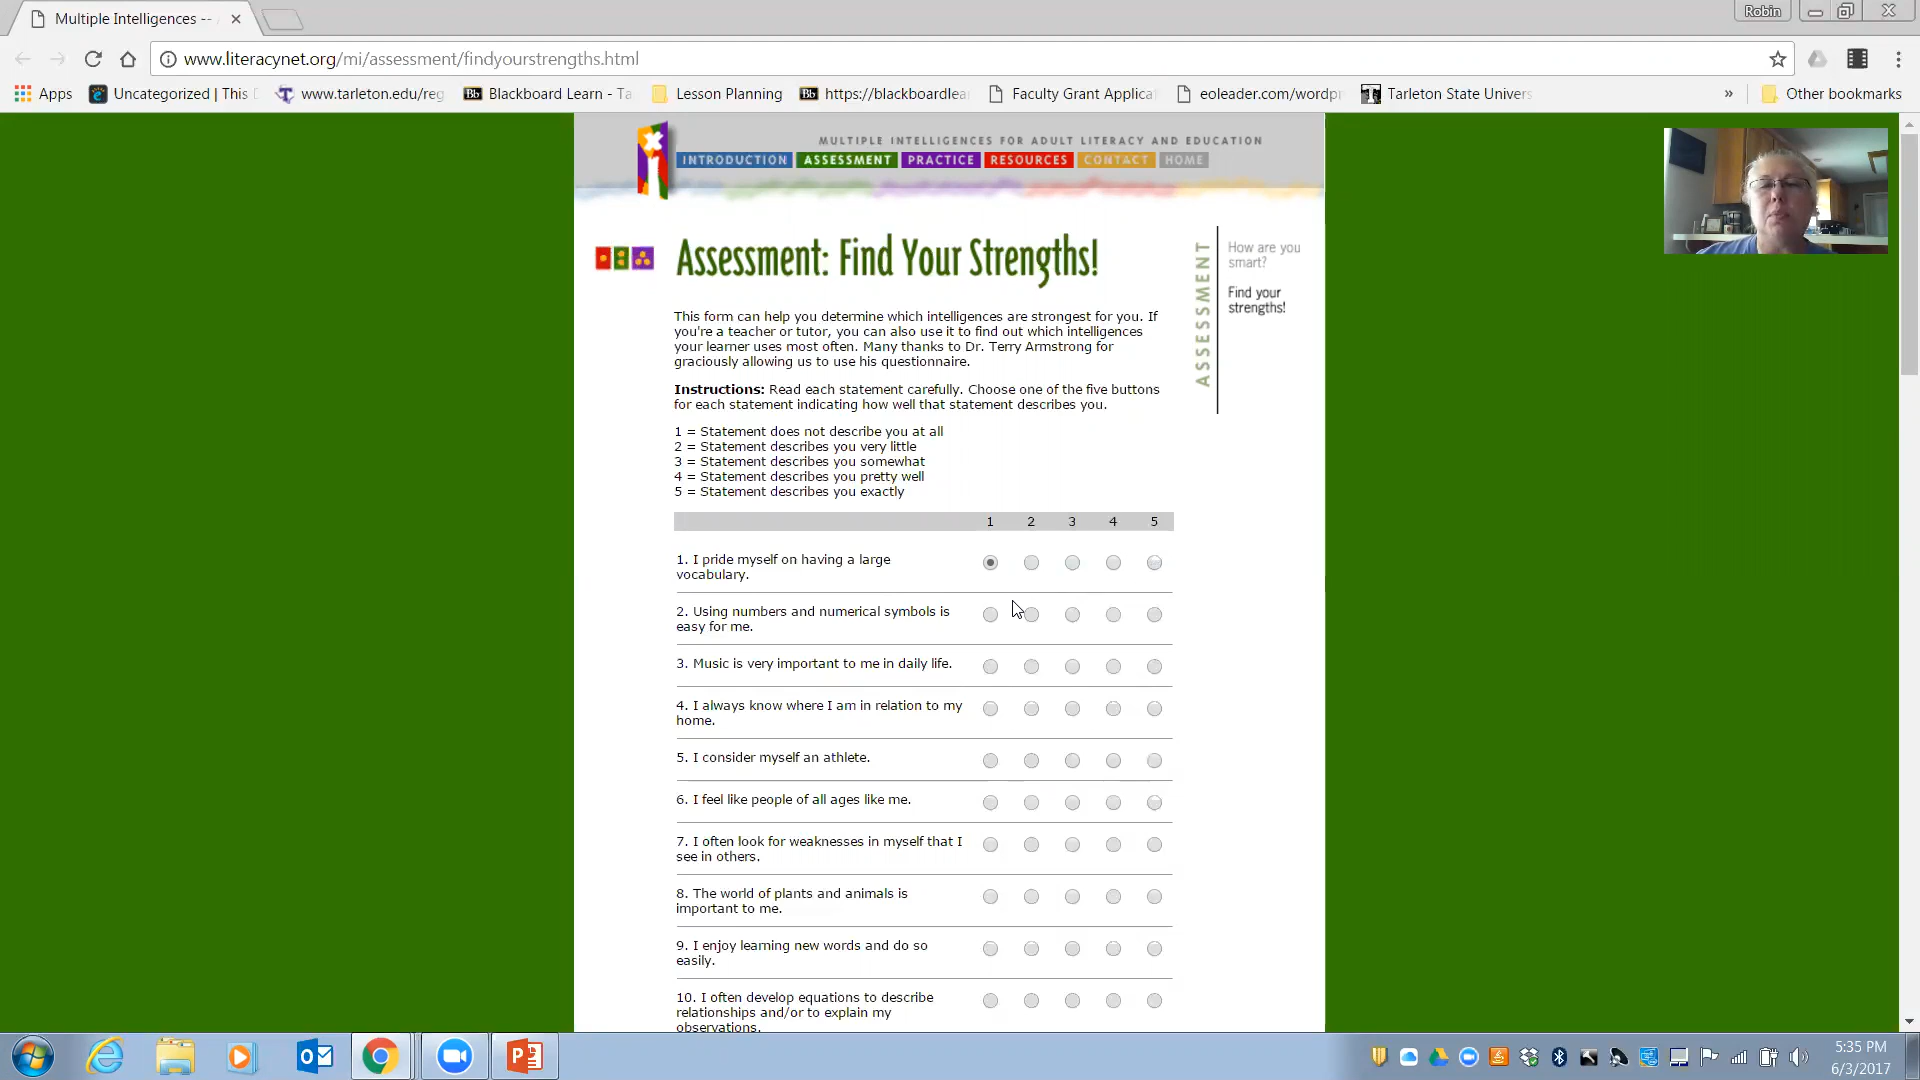 Multiple Intelligences --
Robin
www.literacynet.org/mi/assessment/findyourstrengths.html
Apps
Uncategorized | This
www.tarleton.edu/reg
Blackboard Learn - Ta
Lesson Planning
https://blackboardlea
Faculty Grant Applica
eoleader.com/wordpr
Tarleton State Univers
»
Other bookmarks
MULTIPLE INTELLIGENCES FOR ADULT LITERACY AND EDUCATION
INTRODUCTION ASSESSMENT PRACTICE RESOURCES CONTACT HOME
Assessment: Find Your Strengths!
ASSESSMENT
How are you
smart?
Find your
strengths!
This form can help you determine which intelligences are strongest for you. If
you're a teacher or tutor, you can also use it to find out which intelligences
your learner uses most often. Many thanks to Dr. Terry Armstrong for
graciously allowing us to use his questionnaire.
Instructions: Read each statement carefully. Choose one of the five buttons
for each statement indicating how well that statement describes you.
1 = Statement does not describe you at all
2 = Statement describes you very little
3 = Statement describes you somewhat
4 = Statement describes you pretty well
5 = Statement describes you exactly
1 2 3 4 5
1. I pride myself on having a large
vocabulary.
2. Using numbers and numerical symbols is
easy for me.
3. Music is very important to me in daily life.
4. I always know where I am in relation to my
home.
5. I consider myself an athlete.
6. I feel like people of all ages like me.
7. I often look for weaknesses in myself that I
see in others.
8. The world of plants and animals is
important to me.
9. I enjoy learning new words and do so
easily.
10. I often develop equations to describe
relationships and/or to explain my
observations.
5:35 PM
6/3/2017